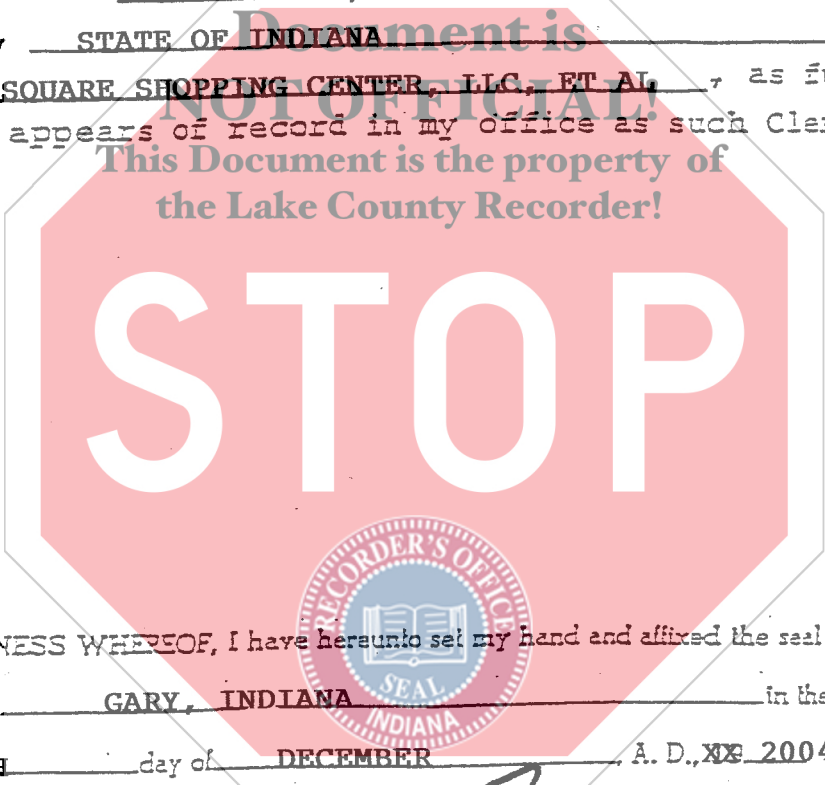 Document is
STATE OF INDIANA
NOT OFFICIAL!
SQUARE SHOPPING CENTER, LLC, ET AL, as
appears of record in my office as such
This Document is the property of
the Lake County Recorder!
STOP
RECORDER'S OFFICE
SEAL
INDIANA
WHEREOF, I have hereunto set my hand and affixed the seal
GARY, INDIANA in the
day of DECEMBER, A. D., XX 2004